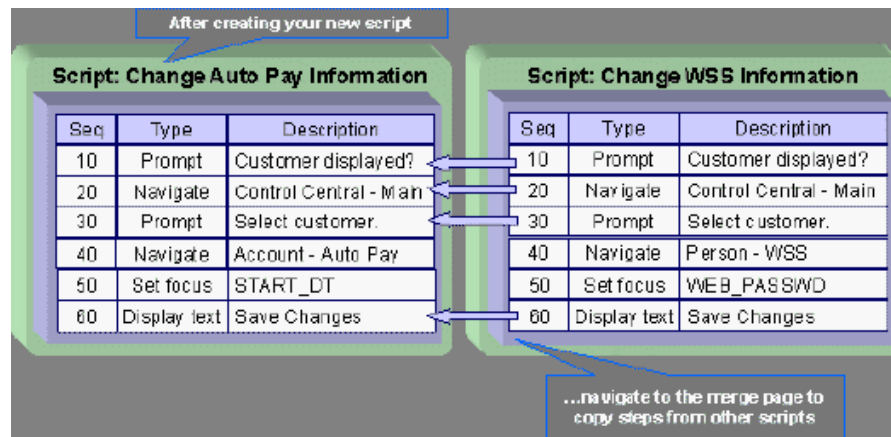 After creating your new script
Script: Change Auto Pay Information
Seq Type Description
10 Prompt Customer displayed?
20 Navigate Control Central - Main
30 Prompt Select customer.
40 Navigate Account - Auto Pay
50 Set focus START_DT
60 Display text Save Changes
Script: Change WSS Information
Seq Type Description
10 Prompt Customer displayed?
20 Navigate Control Central - Main
30 Prompt Select customer.
40 Navigate Person - WSS
50 Set focus WEB_PASSWD
60 Display text Save Changes
...navigate to the merge page to
copy steps from other scripts